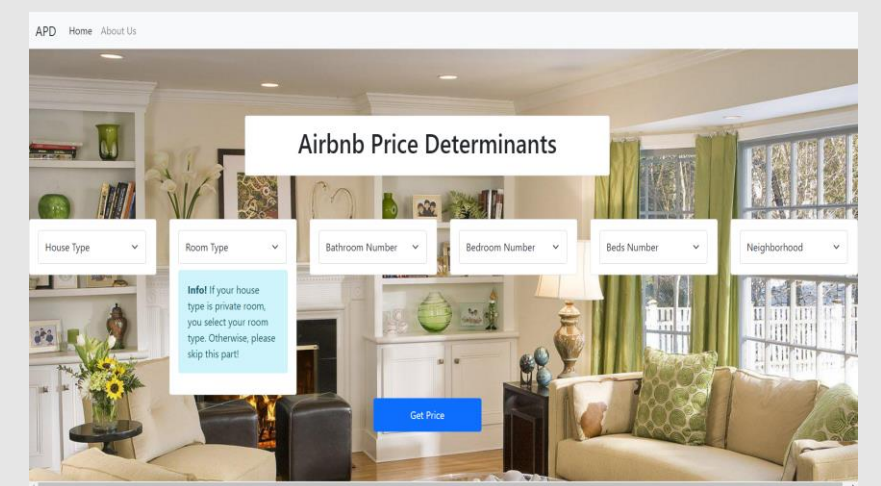 APD Home About Us
Airbnb Price Determinants
House Type
Room Type
Bathroom Number
Bedroom Number
Beds Number
Neighborhood
Info! If your house
type is private room,
you select your room
type. Otherwise, please
skip this part!
Get Price